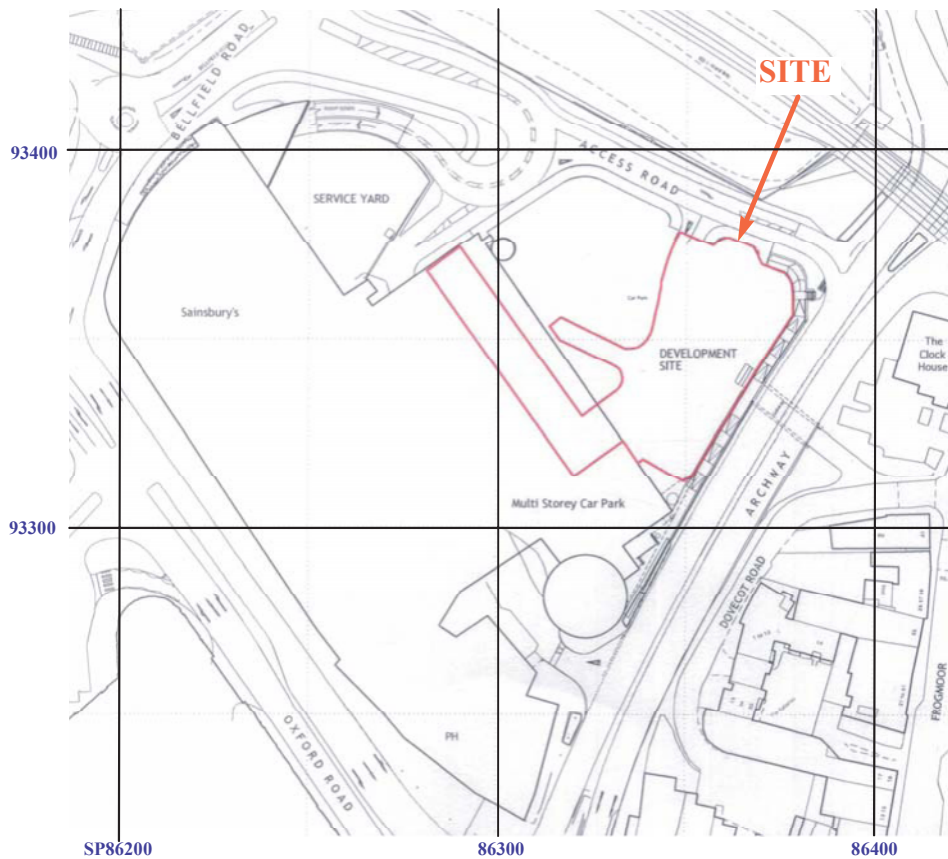 SITE
BELLFIELD ROAD
93400
ACCESS ROAD
SERVICE YARD
Sainsbury's
Car Park
DEVELOPMENT
SITE
The
Clock
House
Multi Storey Car Park
ARCHWAY
93300
DOVECOT ROAD
FROGMOOR
OXFORD ROAD
PH
SP86200
86300
86400